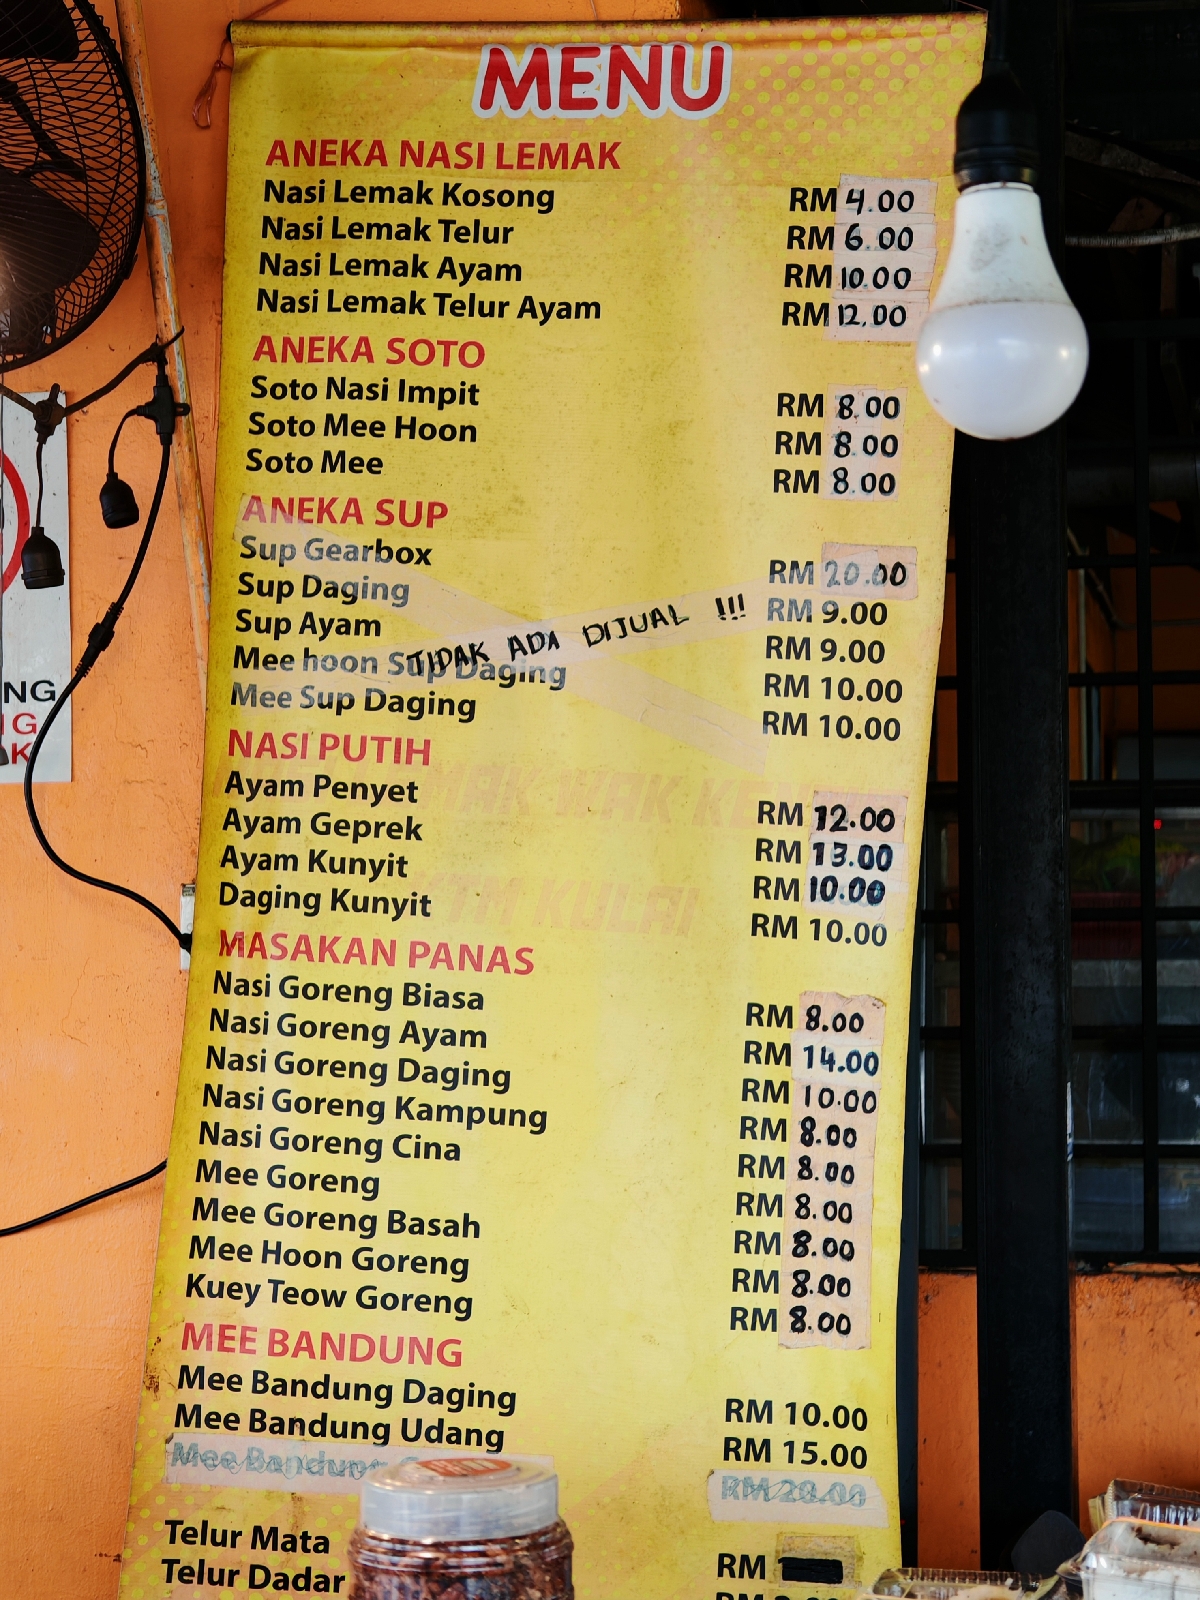 MENU
ANEKA NASI LEMAK
Nasi Lemak Kosong RM 4.00
Nasi Lemak Telur RM 6.00
Nasi Lemak Ayam RM 10.00
Nasi Lemak Telur Ayam RM 12.00
ANEKA SOTO
Soto Nasi Impit RM 8.00
Soto Mee Hoon RM 8.00
Soto Mee RM 8.00
ANEKA SUP
Sup Gearbox RM 20.00
Sup Daging RM 9.00
Sup Ayam RM 9.00
TIDAK ADA DIJUAL !!!
Mee hoon Sup Daging RM 10.00
Mee Sup Daging RM 10.00
NASI PUTIH
Ayam Penyet RM 12.00
Ayam Geprek RM 13.00
Ayam Kunyit RM 10.00
Daging Kunyit RM 10.00
MASAKAN PANAS
Nasi Goreng Biasa RM 8.00
Nasi Goreng Ayam RM 14.00
Nasi Goreng Daging RM 10.00
Nasi Goreng Kampung RM 8.00
Nasi Goreng Cina RM 8.00
Mee Goreng RM 8.00
Mee Goreng Basah RM 8.00
Mee Hoon Goreng RM 8.00
Kuey Teow Goreng RM 8.00
MEE BANDUNG
Mee Bandung Daging RM 10.00
Mee Bandung Udang RM 15.00
Mee Bandung RM 20.00
Telur Mata RM
Telur Dadar RM
WAK
KTM KULAI
NG
G
K